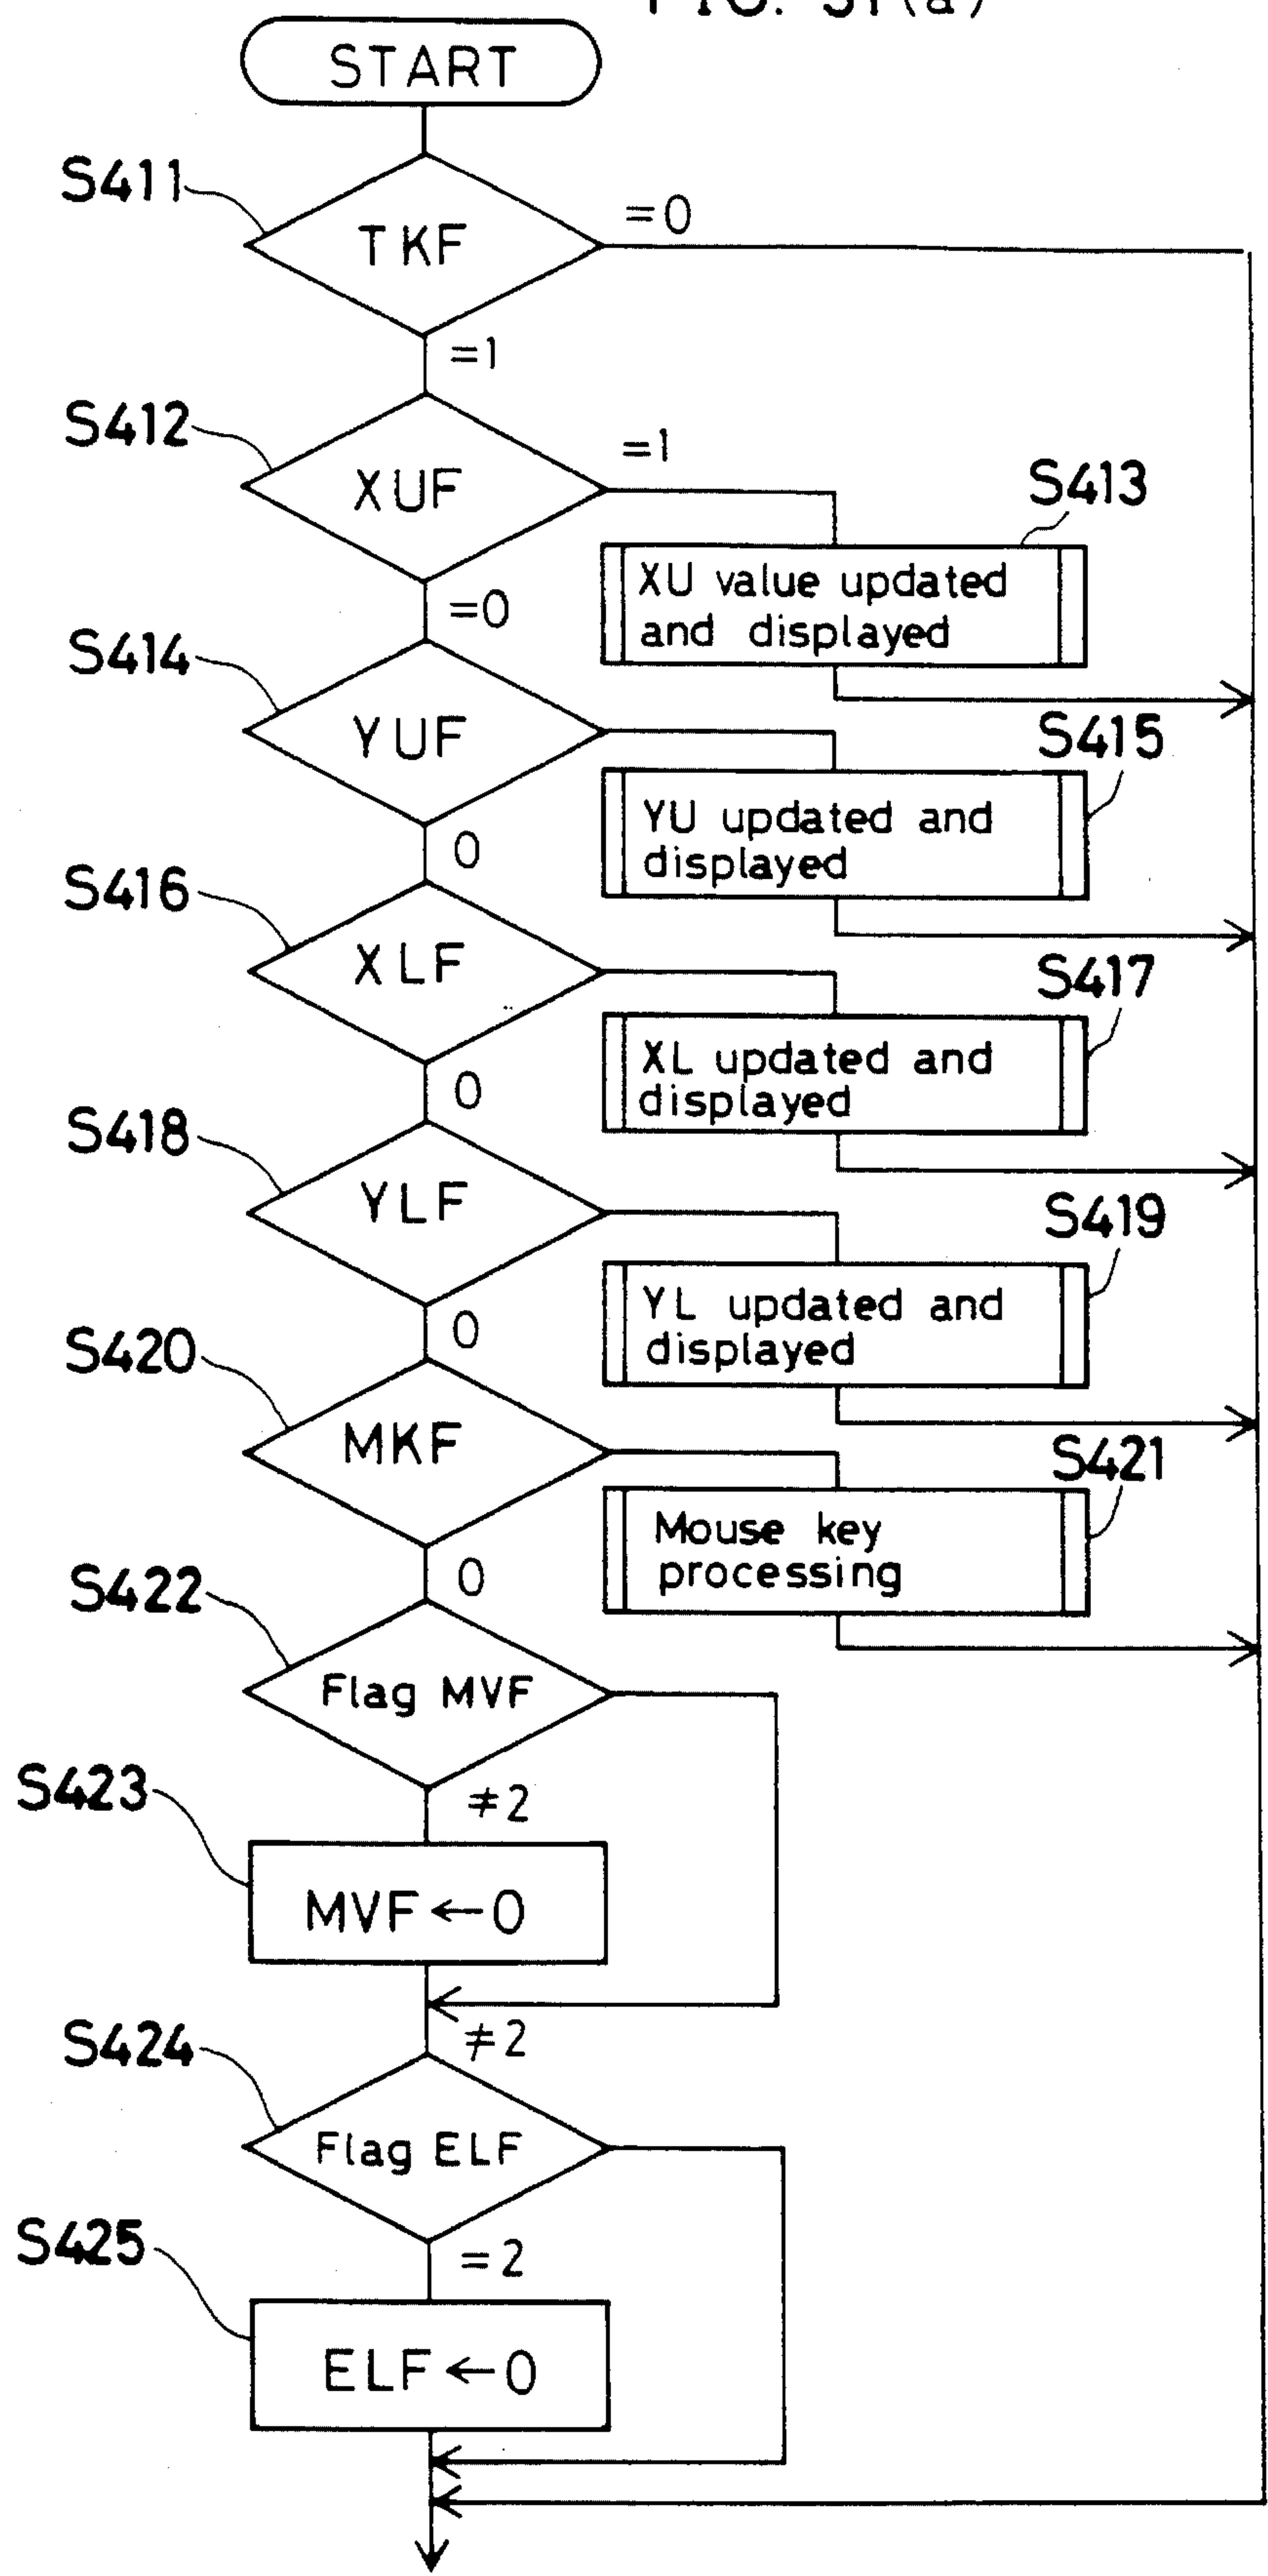 FIG. 31(a)
START
S411
TKF
=0
=1
S412
XUF
=1
S413
XU value updated
and displayed
=0
S414
YUF
S415
YU updated and
displayed
0
S416
XLF
S417
XL updated and
displayed
0
S418
YLF
S419
YL updated and
displayed
0
S420
MKF
S421
Mouse key
processing
0
S422
Flag MVF
≠2
S423
MVF←0
≠2
S424
Flag ELF
=2
S425
ELF←0